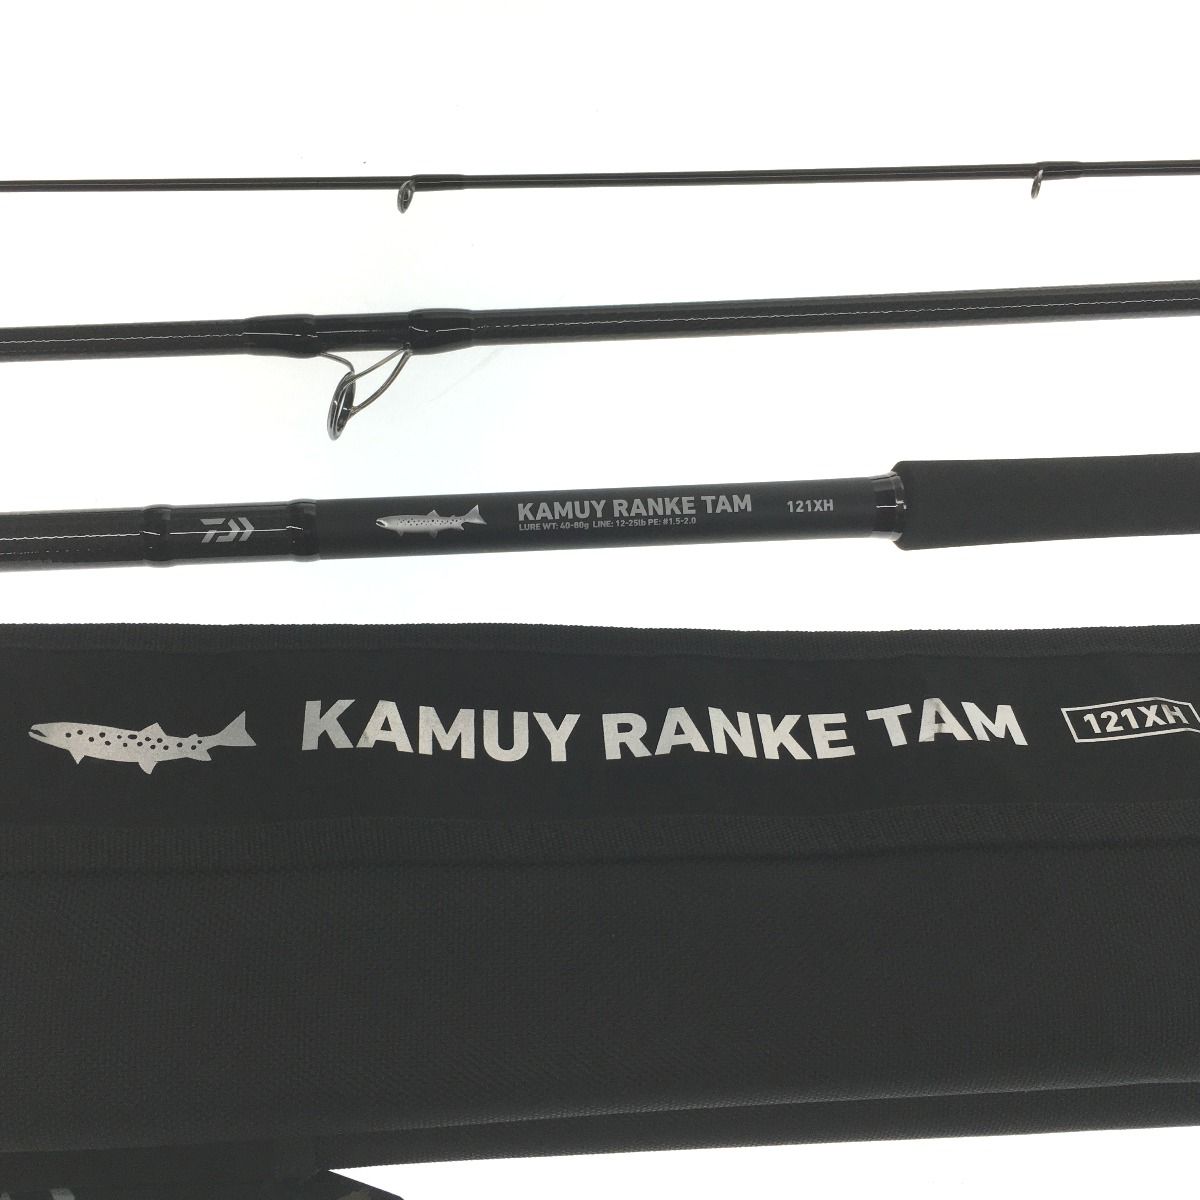 KAMUY RANKE TAM 121XH
LURE WT: 40-80g LINE: 12-25lb PE: #1.5-2.0
KAMUY RANKE TAM 121XH